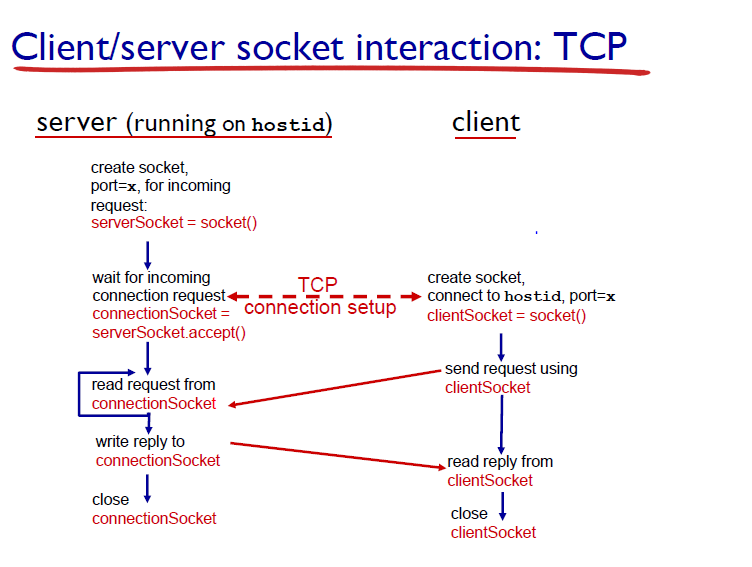 Client/server socket interaction: TCP
server (running on hostid)
client
create socket,
port=x, for incoming
request:
serverSocket = socket()
wait for incoming
connection request
connectionSocket =
serverSocket.accept()
TCP
connection setup
create socket,
connect to hostid, port=x
clientSocket = socket()
send request using
clientSocket
read request from
connectionSocket
write reply to
connectionSocket
read reply from
clientSocket
close
connectionSocket
close
clientSocket